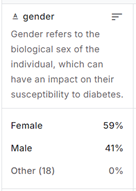 gender
Gender refers to the
biological sex of the
individual, which can
have an impact on their
susceptibility to diabetes.
Female 59%
Male 41%
Other (18) 0%